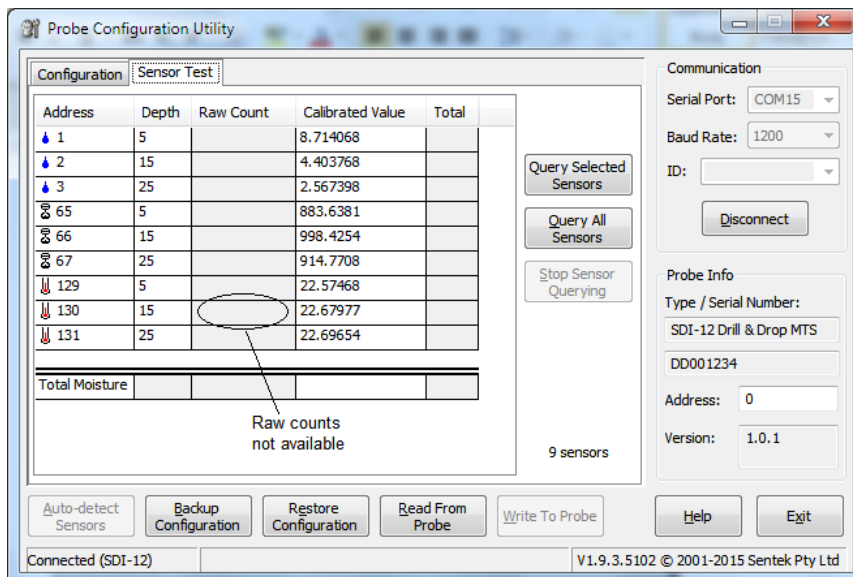 Probe Configuration Utility
Configuration Sensor Test
Address Depth Raw Count Calibrated Value Total
1 5 8.714068
2 15 4.403768
3 25 2.567398
65 5 883.6381
66 15 998.4254
67 25 914.7708
129 5 22.57468
130 15 22.67977
131 25 22.69654
Total Moisture
Raw counts
not available
Query Selected
Sensors
Query All
Sensors
Stop Sensor
Querying
9 sensors
Communication
Serial Port: COM15
Baud Rate: 1200
ID:
Disconnect
Probe Info
Type / Serial Number:
SDI-12 Drill & Drop MTS
DD001234
Address: 0
Version: 1.0.1
Auto-detect
Sensors
Backup
Configuration
Restore
Configuration
Read From
Probe
Write To Probe
Help
Exit
Connected (SDI-12)
V1.9.3.5102 © 2001-2015 Sentek Pty Ltd